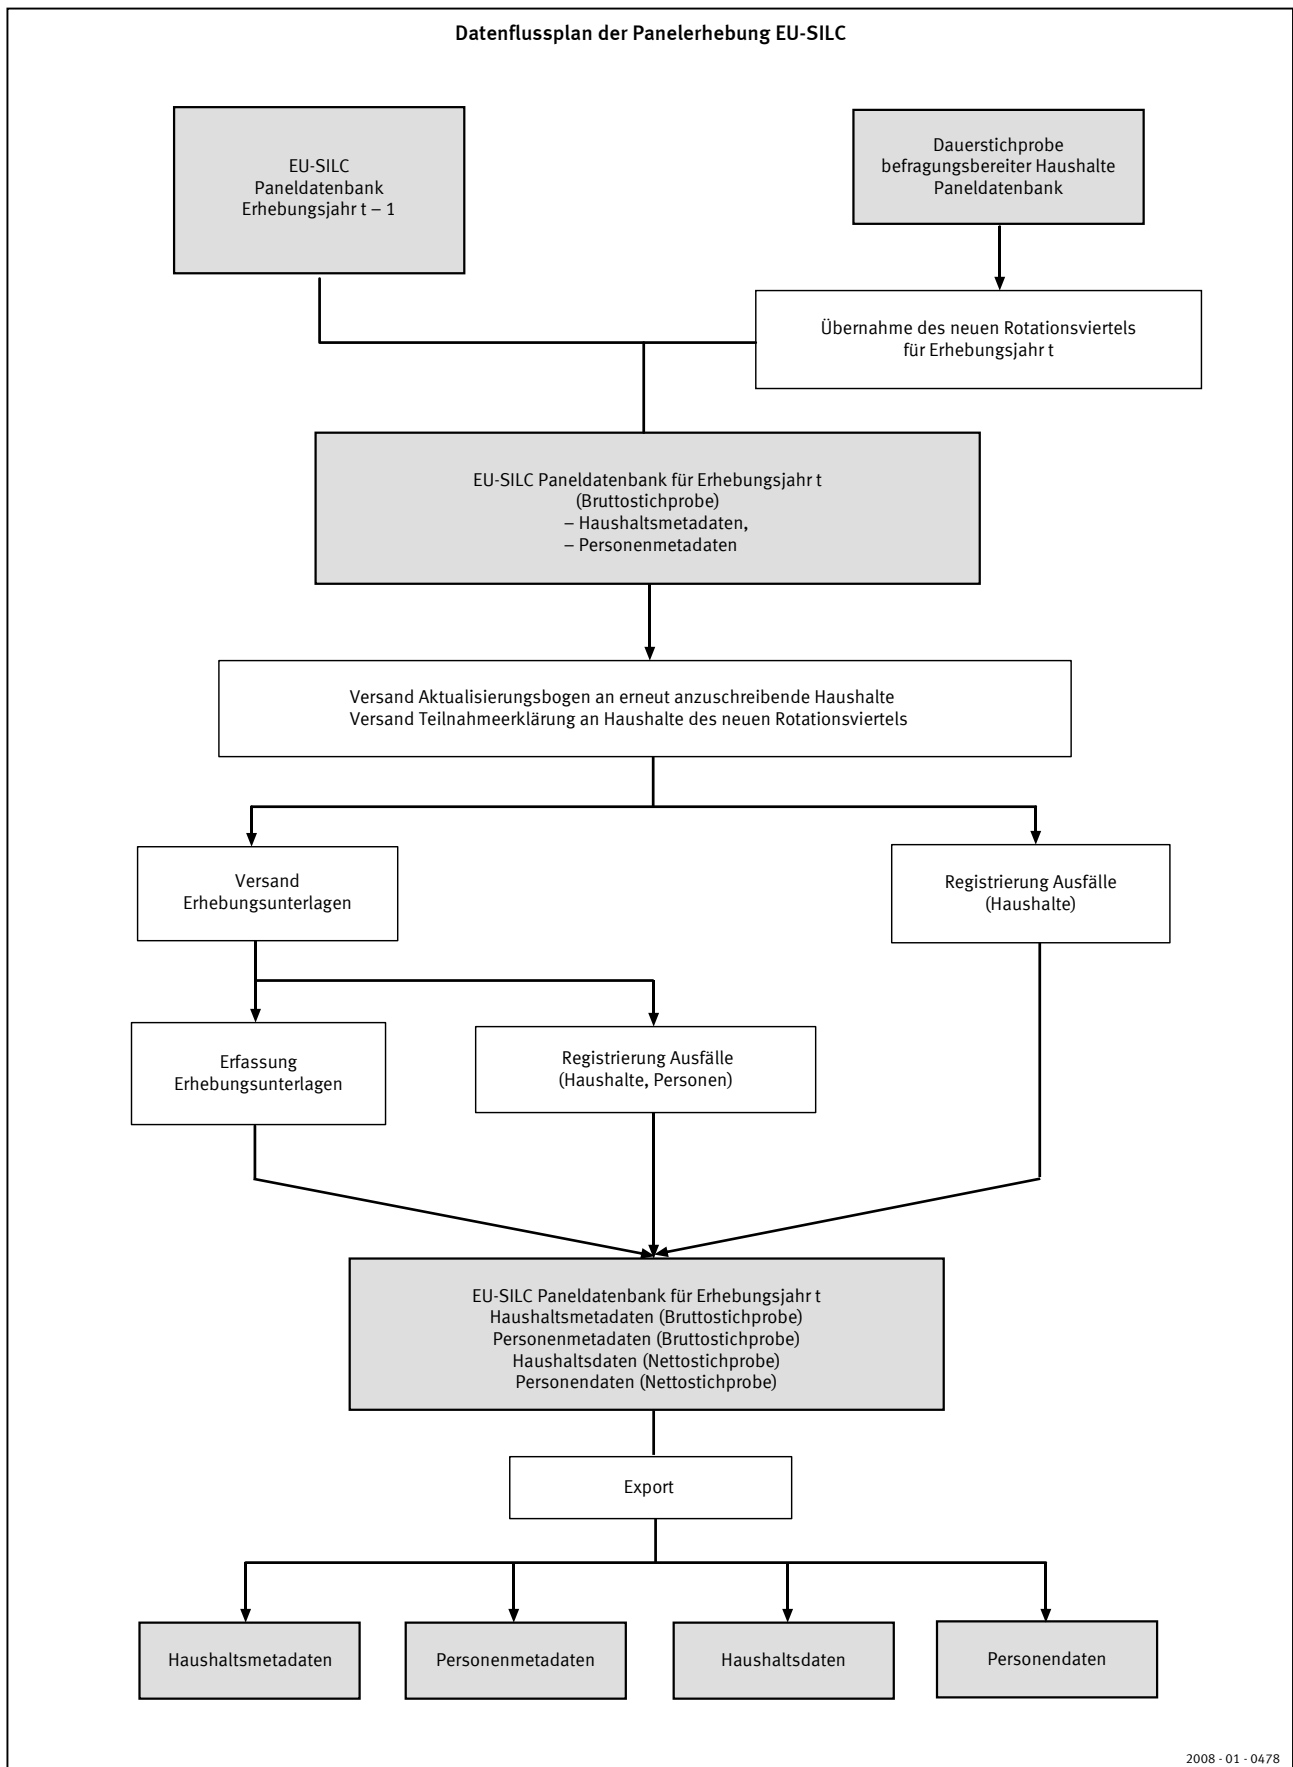 Datenflussplan der Panelerhebung EU-SILC
EU-SILC
Paneldatenbank
Erhebungsjahr t – 1
Dauerstichprobe
befragungsbereiter Haushalte
Paneldatenbank
Übernahme des neuen Rotationsviertels
für Erhebungsjahr t
EU-SILC Paneldatenbank für Erhebungsjahr t
(Bruttostichprobe)
– Haushaltsmetadaten,
– Personenmetadaten
Versand Aktualisierungsbogen an erneut anzuschreibende Haushalte
Versand Teilnahmeerklärung an Haushalte des neuen Rotationsviertels
Versand
Erhebungsunterlagen
Registrierung Ausfälle
(Haushalte)
Erfassung
Erhebungsunterlagen
Registrierung Ausfälle
(Haushalte, Personen)
EU-SILC Paneldatenbank für Erhebungsjahr t
Haushaltsmetadaten (Bruttostichprobe)
Personenmetadaten (Bruttostichprobe)
Haushaltsdaten (Nettostichprobe)
Personendaten (Nettostichprobe)
Export
Haushaltsmetadaten
Personenmetadaten
Haushaltsdaten
Personendaten
2008 - 01 - 0478